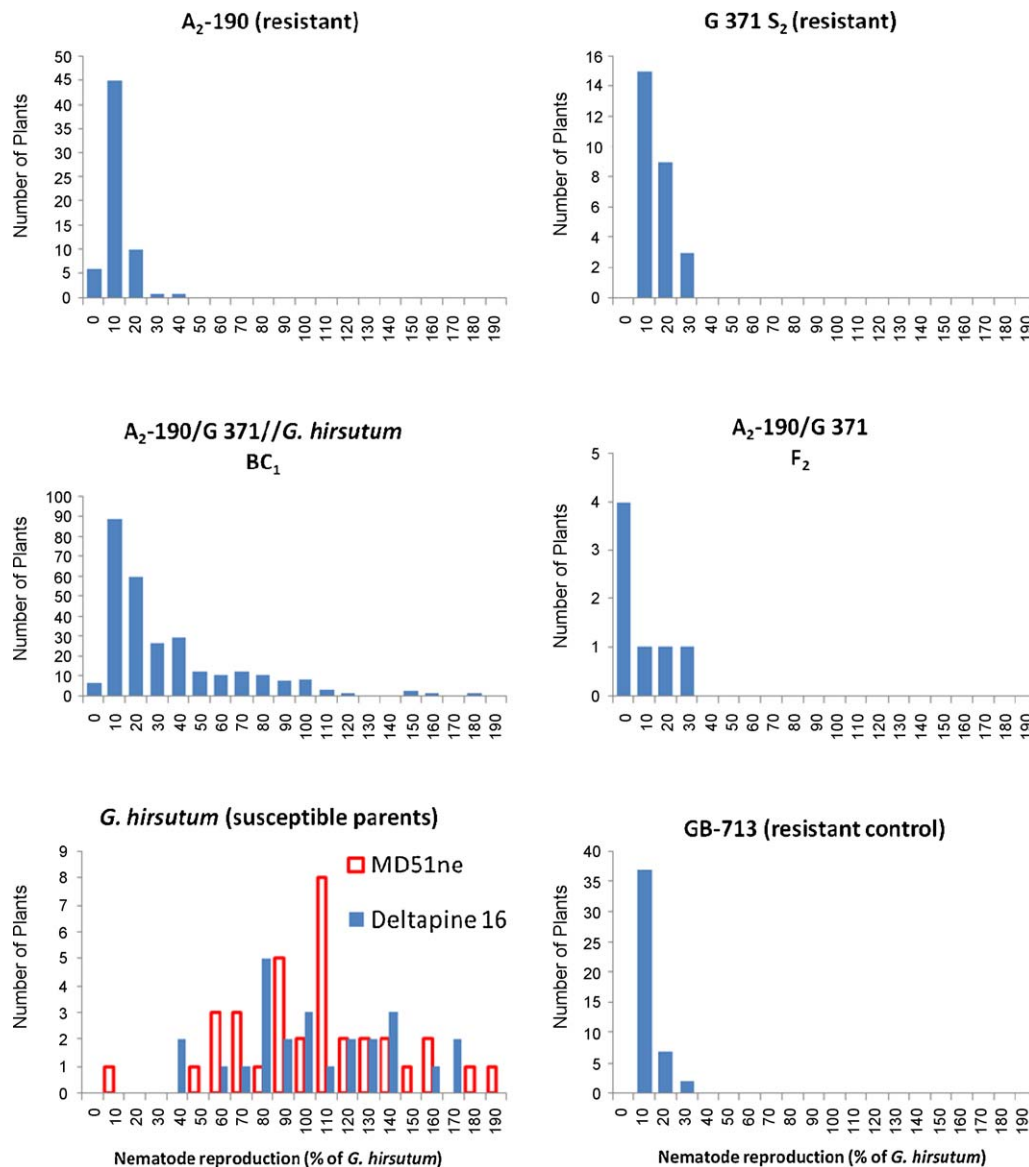 A2-190 (resistant)
Number of Plants
50
45
40
35
30
25
20
15
10
5
0
0 10 20 30 40 50 60 70 80 90 100 110 120 130 140 150 160 170 180 190
G 371 S2 (resistant)
Number of Plants
16
14
12
10
8
6
4
2
0
0 10 20 30 40 50 60 70 80 90 100 110 120 130 140 150 160 170 180 190
A2-190/G 371//G. hirsutum
BC1
Number of Plants
100
90
80
70
60
50
40
30
20
10
0
0 10 20 30 40 50 60 70 80 90 100 110 120 130 140 150 160 170 180 190
A2-190/G 371
F2
Number of Plants
5
4
3
2
1
0
0 10 20 30 40 50 60 70 80 90 100 110 120 130 140 150 160 170 180 190
G. hirsutum (susceptible parents)
Number of Plants
9
8
7
6
5
4
3
2
1
0
MD51ne
Deltapine 16
0 10 20 30 40 50 60 70 80 90 100 110 120 130 140 150 160 170 180 190
Nematode reproduction (% of G. hirsutum)
GB-713 (resistant control)
Number of Plants
40
35
30
25
20
15
10
5
0
0 10 20 30 40 50 60 70 80 90 100 110 120 130 140 150 160 170 180 190
Nematode reproduction (% of G. hirsutum)